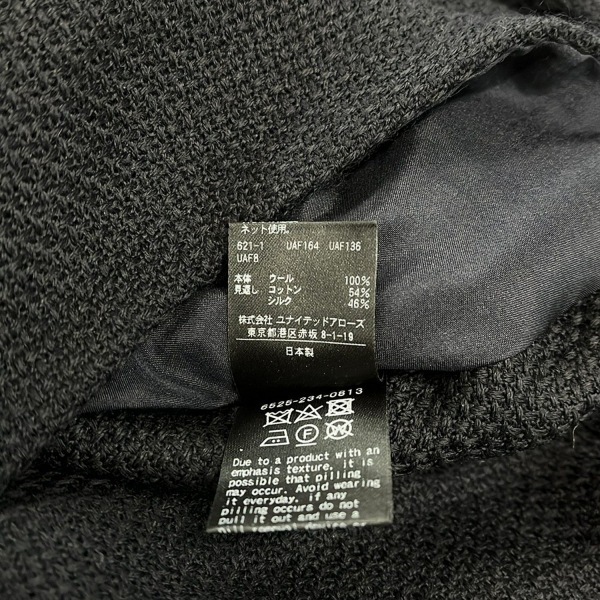 ネット使用。
621-1 UAF164 UAF136
UAF8
本体 ウール 100%
見返し コットン 54%
シルク 46%
株式会社 ユナイテッドアローズ
東京都港区赤坂 8-1-19
日本製
6525-234-0813
Due to a product with an
emphasis texture, it is
possible that pilling
may occur. Avoid wearing
it everyday. if any
pilling occurs do not
pull it out and use a